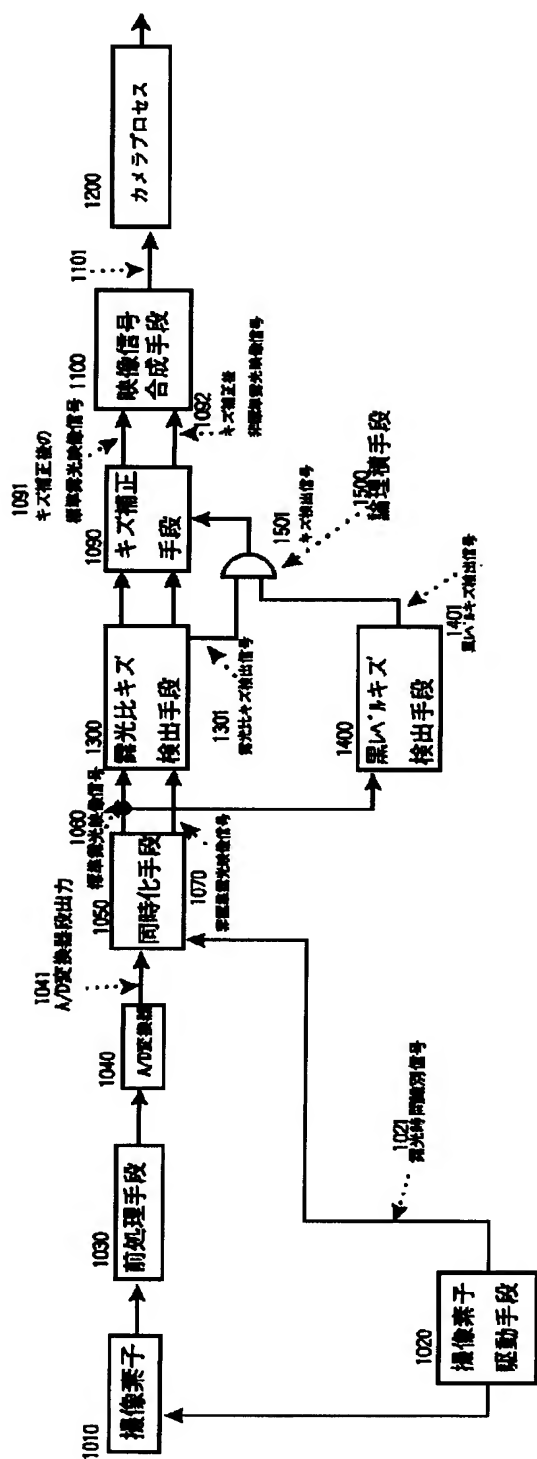 1010
撮像素子
1020
撮像素子
駆動手段
1021
露光時間識別信号
1030
前処理手段
1040
A/D変換器
1041
A/D変換器段出力
1050
同時化手段
1060
標準露光映像信号
1070
非標準露光映像信号
1300
露光比キズ
検出手段
1301
露光比キズ検出信号
1400
黒レベルキズ
検出手段
1401
黒レベルキズ検出信号
1500
論理積手段
1501
キズ検出信号
1090
キズ補正
手段
1091
キズ補正後の
標準露光映像信号
1092
キズ補正後
非標準露光映像信号
1100
映像信号
合成手段
1101
1200
カメラプロセス